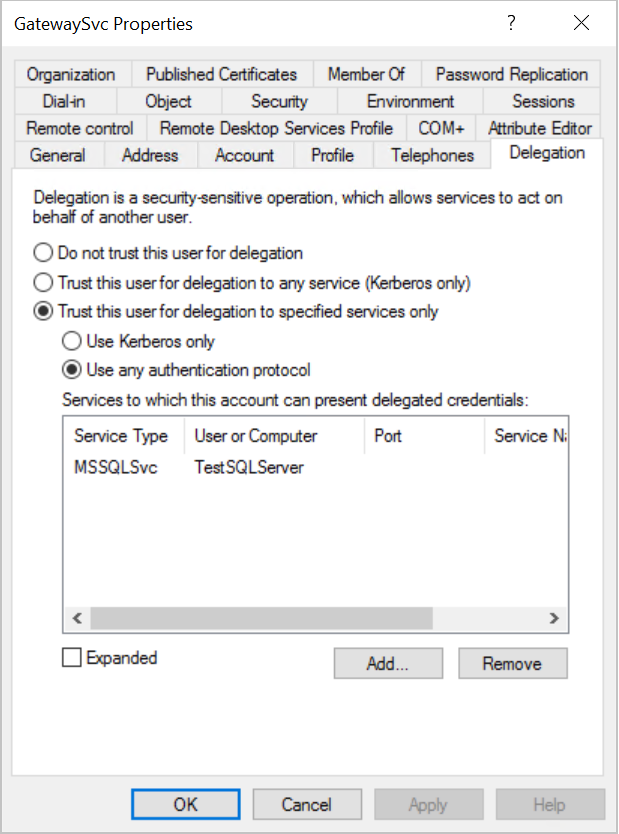 GatewaySvc Properties
?
Organization Published Certificates Member Of Password Replication
Dial-in Object Security Environment Sessions
Remote control Remote Desktop Services Profile COM+ Attribute Editor
General Address Account Profile Telephones Delegation
Delegation is a security-sensitive operation, which allows services to act on
behalf of another user.
Do not trust this user for delegation
Trust this user for delegation to any service (Kerberos only)
Trust this user for delegation to specified services only
Use Kerberos only
Use any authentication protocol
Services to which this account can present delegated credentials:
Service Type User or Computer Port Service
MSSQLSvc TestSQLServer
Expanded Add... Remove
OK Cancel Apply Help